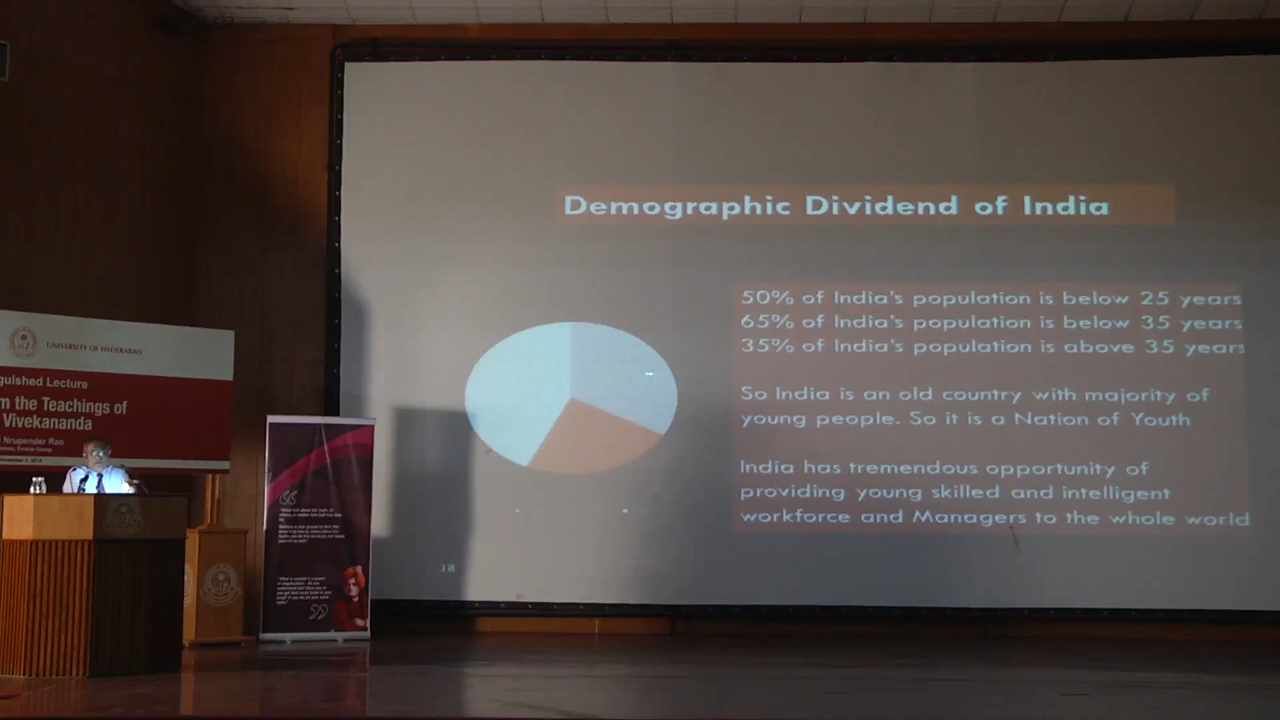 Demographic Dividend of India
50% of India's population is below 25 years
65% of India's population is below 35 years
35% of India's population is above 35 years
So India is an old country with majority of
young people. So it is a Nation of Youth
India has tremendous opportunity of
providing young skilled and intelligent
workforce and Managers to the whole world
38
UNIVERSITY OF HYDERABAD
guished Lecture
m the Teachings of
Vivekananda
Nrupender Rao